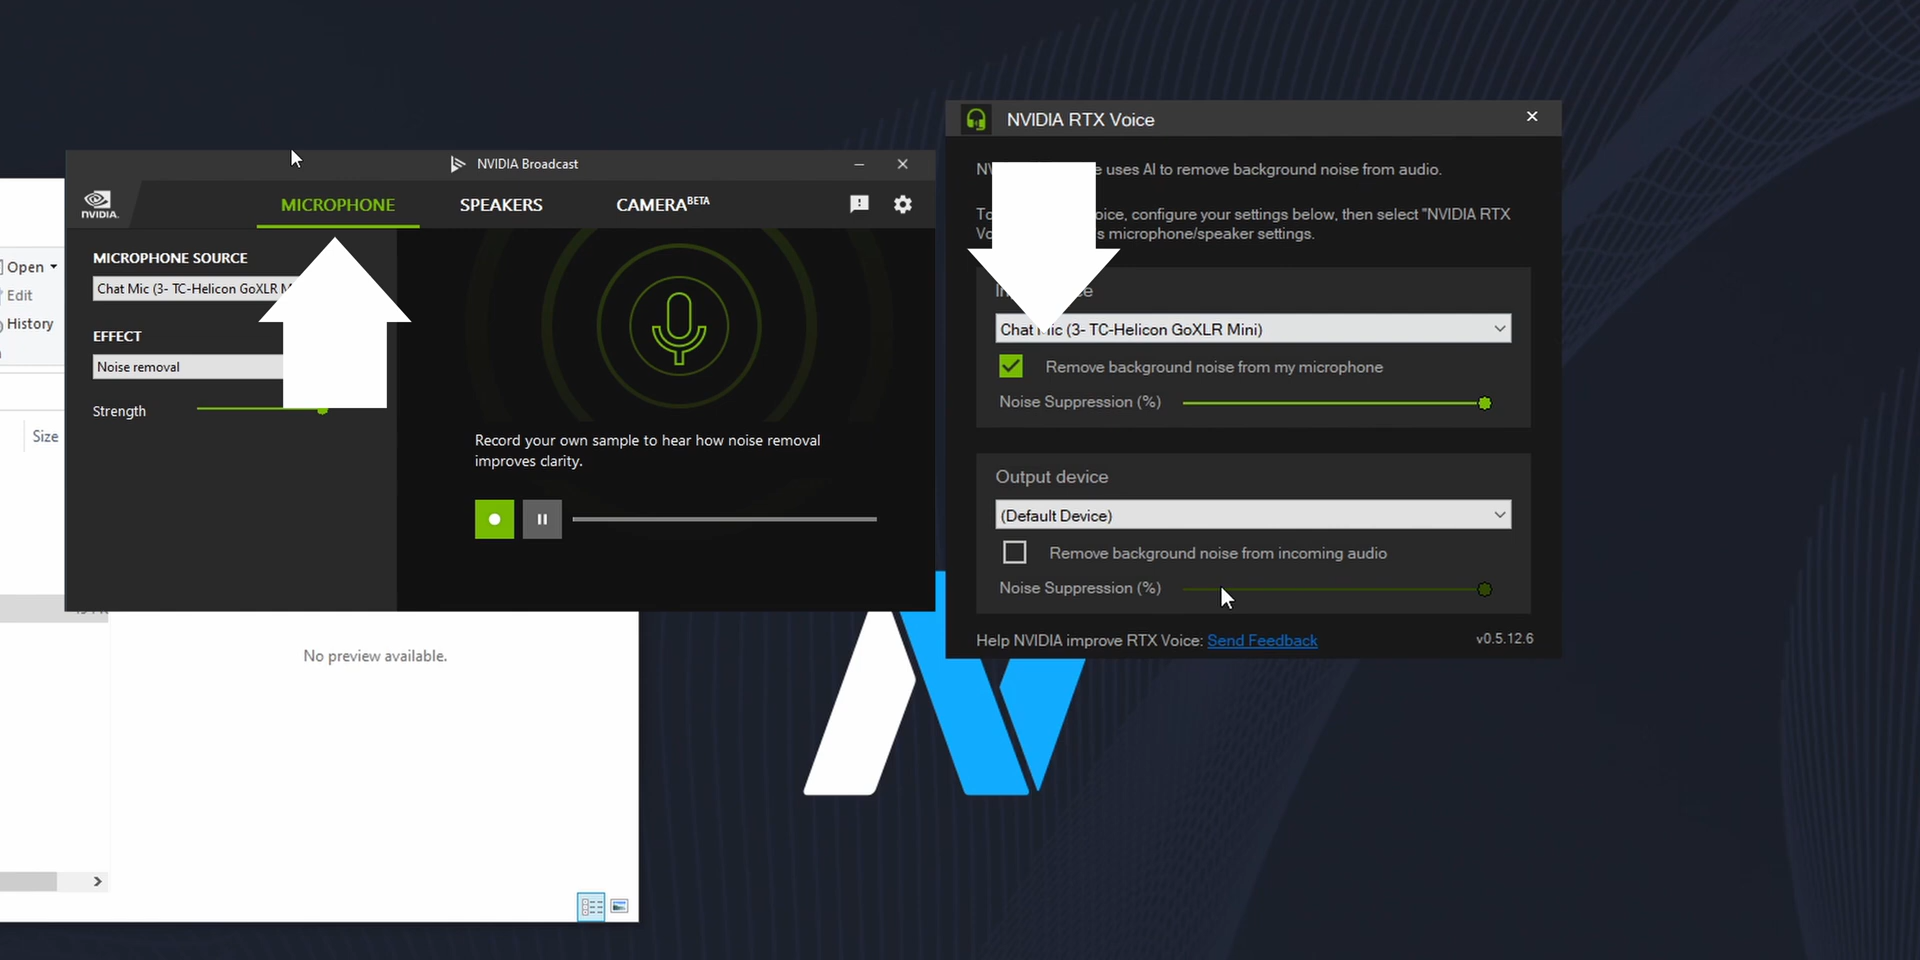 NVIDIA Broadcast
NVIDIA.
MICROPHONE
SPEAKERS
CAMERA BETA
MICROPHONE SOURCE
Chat Mic (3- TC-Helicon GoXLR
EFFECT
Noise removal
Strength
Record your own sample to hear how noise removal
improves clarity.
Open
Edit
History
Size
No preview available.
NVIDIA RTX Voice
uses AI to remove background noise from audio.
configure your settings below, then select "NVIDIA RTX
microphone/speaker settings.
Chat Mic (3- TC-Helicon GoXLR Mini)
Remove background noise from my microphone
Noise Suppression (%)
Output device
(Default Device)
Remove background noise from incoming audio
Noise Suppression (%)
Help NVIDIA improve RTX Voice: Send Feedback
v0.5.12.6